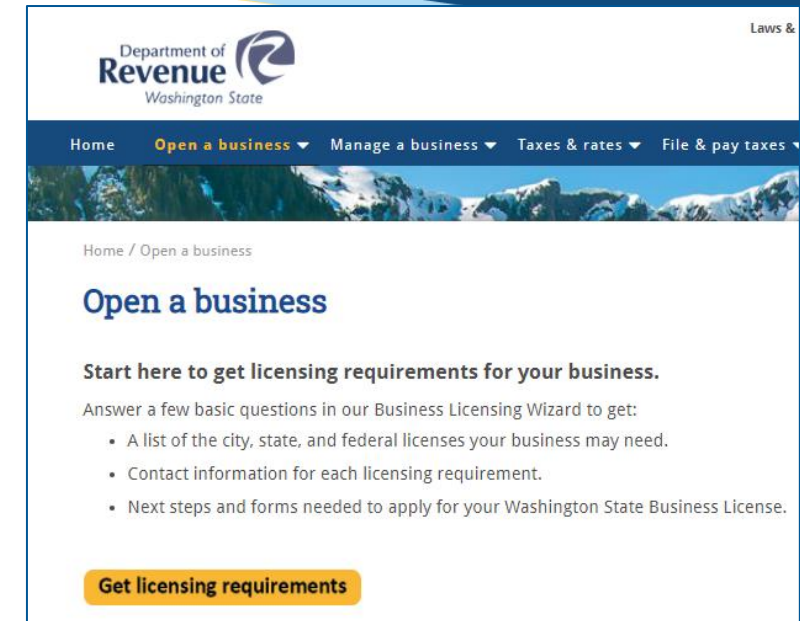 Laws &
Department of
Revenue
Washington State
Home Open a business Manage a business Taxes & rates File & pay taxes
Home / Open a business
Open a business
Start here to get licensing requirements for your business.
Answer a few basic questions in our Business Licensing Wizard to get:
• A list of the city, state, and federal licenses your business may need.
• Contact information for each licensing requirement.
• Next steps and forms needed to apply for your Washington State Business License.
Get licensing requirements